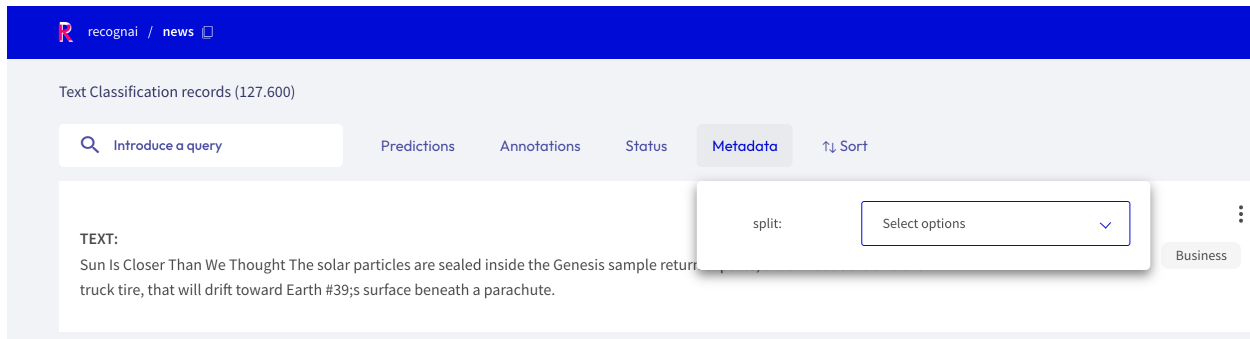 recognai / news
Text Classification records (127.600)
Introduce a query
Predictions
Annotations
Status
Metadata
Sort
split:
Select options
TEXT:
Sun Is Closer Than We Thought The solar particles are sealed inside the Genesis sample return
truck tire, that will drift toward Earth #39;s surface beneath a parachute.
Business